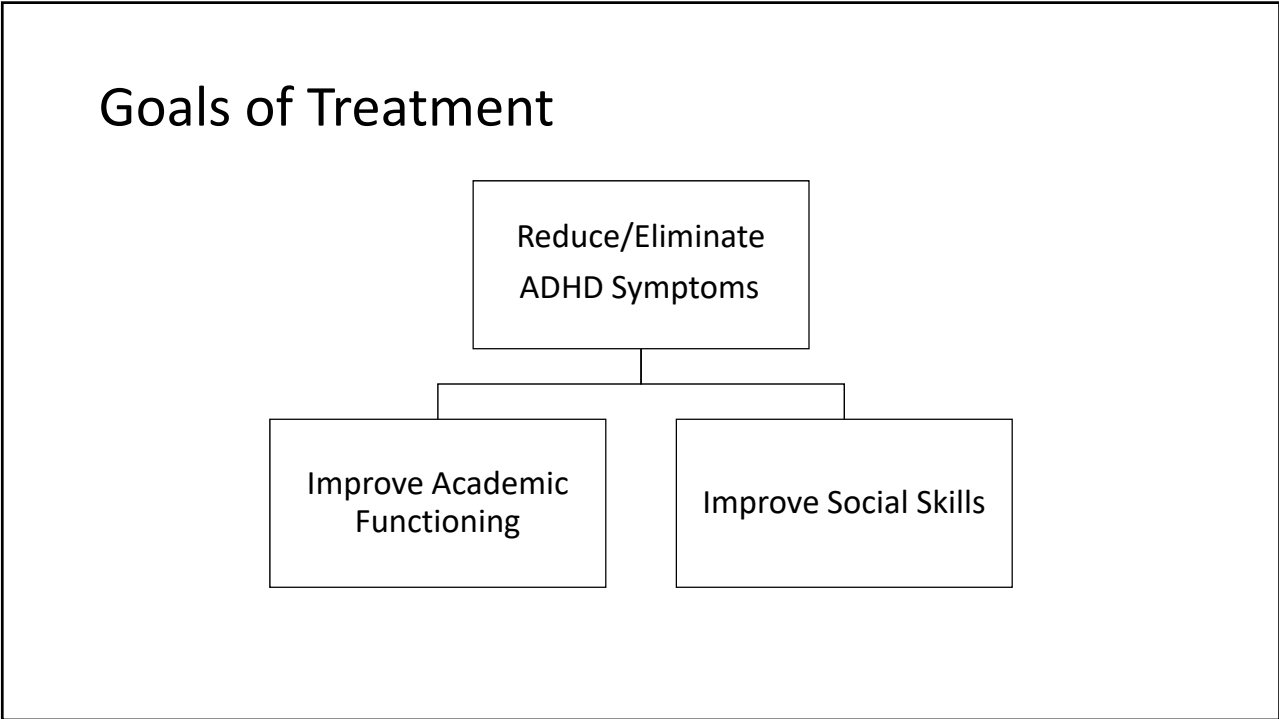 Goals of Treatment
Reduce/Eliminate
ADHD Symptoms
Improve Academic
Functioning
Improve Social Skills